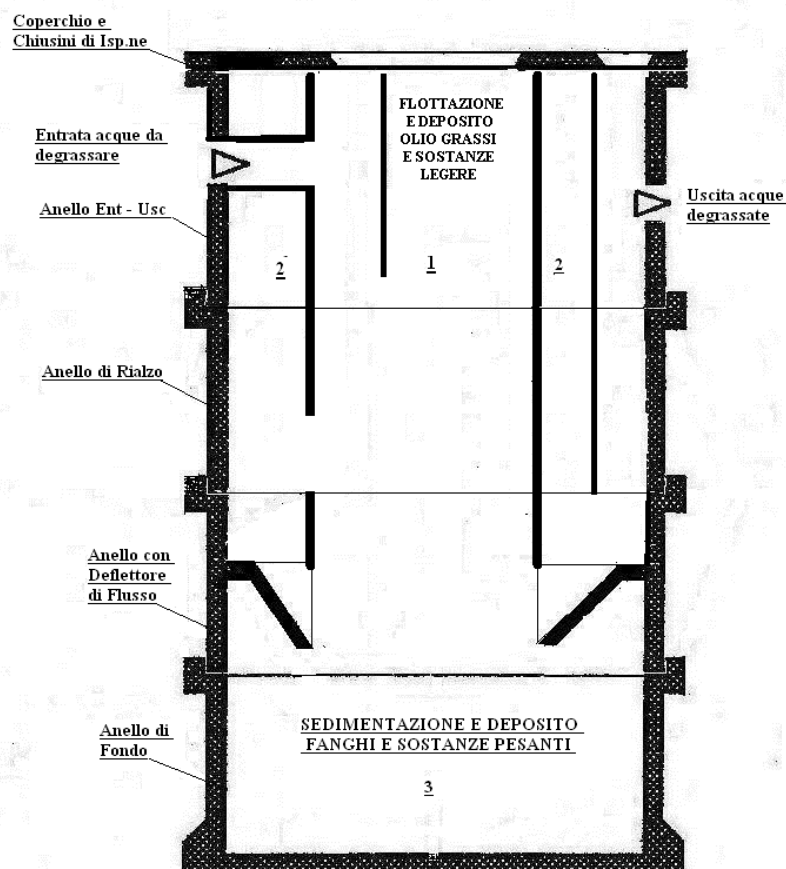 Coperchio e
Chiusini di Isp.ne
FLOTTAZIONE
E DEPOSITO
OLIO GRASSI
E SOSTANZE
LEGERE
Entrata acque da
degrassare
Uscita acque
degrassate
Anello Ent - Usc
2
1
2
Anello di Rialzo
Anello con
Deflettore
di Flusso
SEDIMENTAZIONE E DEPOSITO
FANGHI E SOSTANZE PESANTI
Anello di
Fondo
3